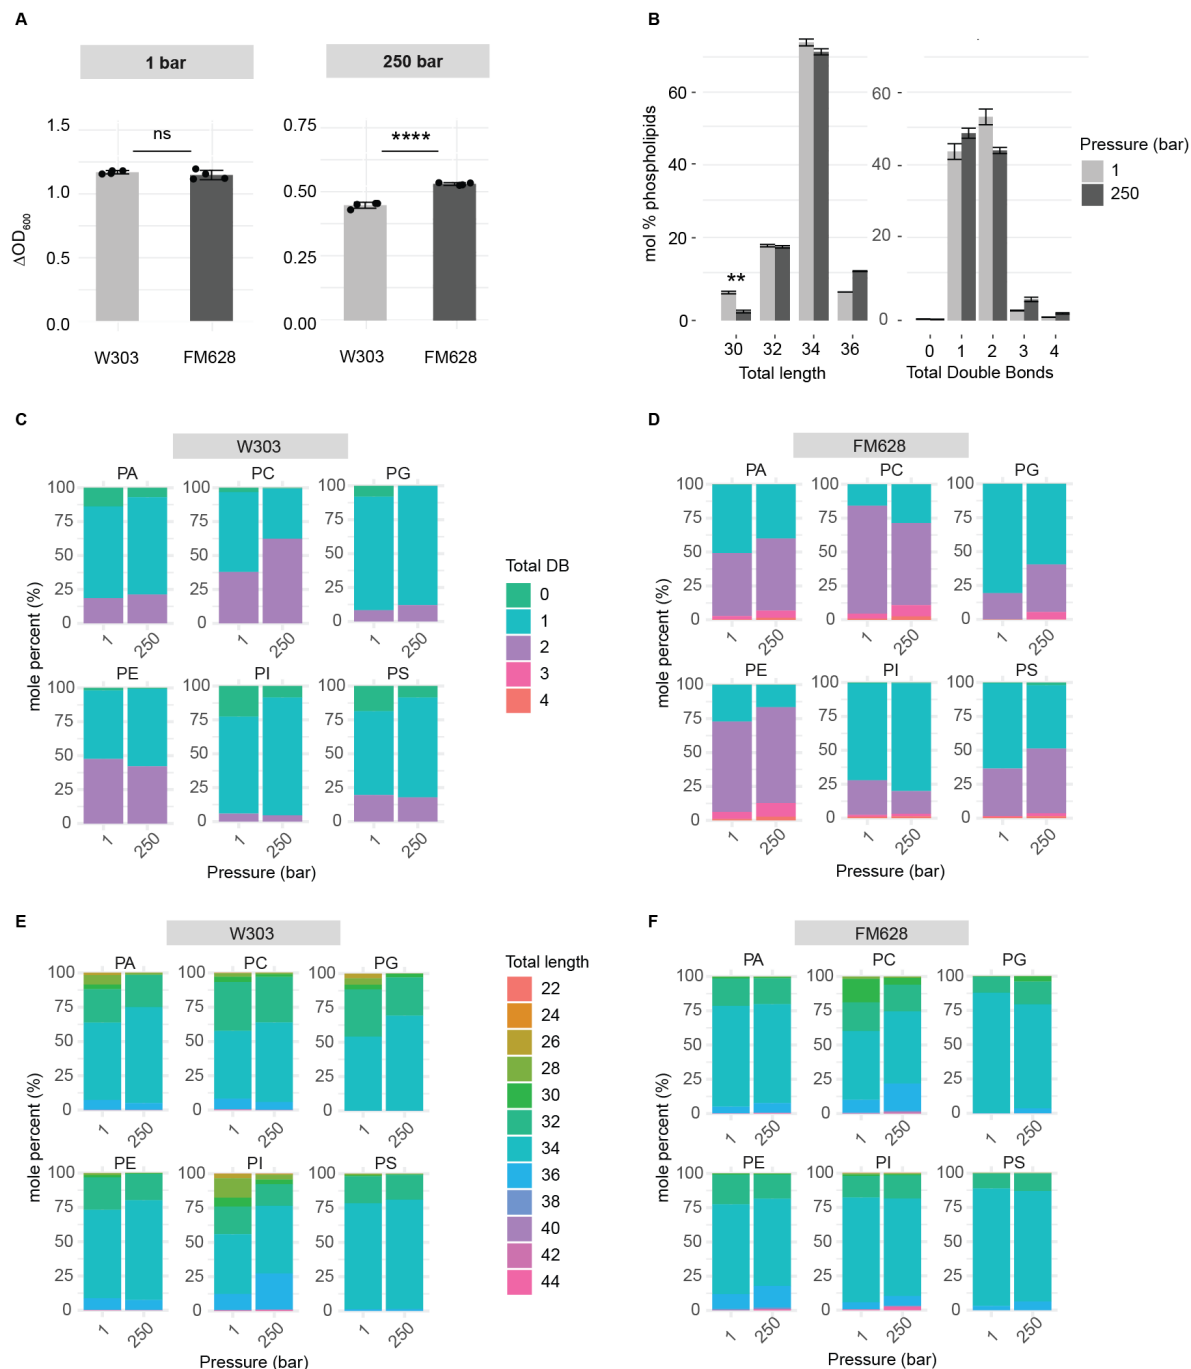 A
B
1 bar
250 bar
1.5
1.0
0.5
0.0
ΔOD600
ns
W303
FM628
0.75
0.50
0.25
0.00
****
W303
FM628
mol % phospholipids
60
40
20
0
**
30 32 34 36
Total length
60
40
20
0
0 1 2 3 4
Total Double Bonds
Pressure (bar)
1
250
C
D
W303
PA PC PG
100 100 100
75 75 75
50 50 50
25 25 25
0 0 0
1 250 1 250 1 250
mole percent (%)
PE PI PS
100 100 100
75 75 75
50 50 50
25 25 25
0 0 0
1 250 1 250 1 250
Pressure (bar)
Total DB
0
1
2
3
4
FM628
PA PC PG
100 100 100
75 75 75
50 50 50
25 25 25
0 0 0
1 250 1 250 1 250
mole percent (%)
PE PI PS
100 100 100
75 75 75
50 50 50
25 25 25
0 0 0
1 250 1 250 1 250
Pressure (bar)
E
F
W303
PA PC PG
100 100 100
75 75 75
50 50 50
25 25 25
0 0 0
1 250 1 250 1 250
mole percent (%)
PE PI PS
100 100 100
75 75 75
50 50 50
25 25 25
0 0 0
1 250 1 250 1 250
Pressure (bar)
Total length
22
24
26
28
30
32
34
36
38
40
42
44
FM628
PA PC PG
100 100 100
75 75 75
50 50 50
25 25 25
0 0 0
1 250 1 250 1 250
mole percent (%)
PE PI PS
100 100 100
75 75 75
50 50 50
25 25 25
0 0 0
1 250 1 250 1 250
Pressure (bar)